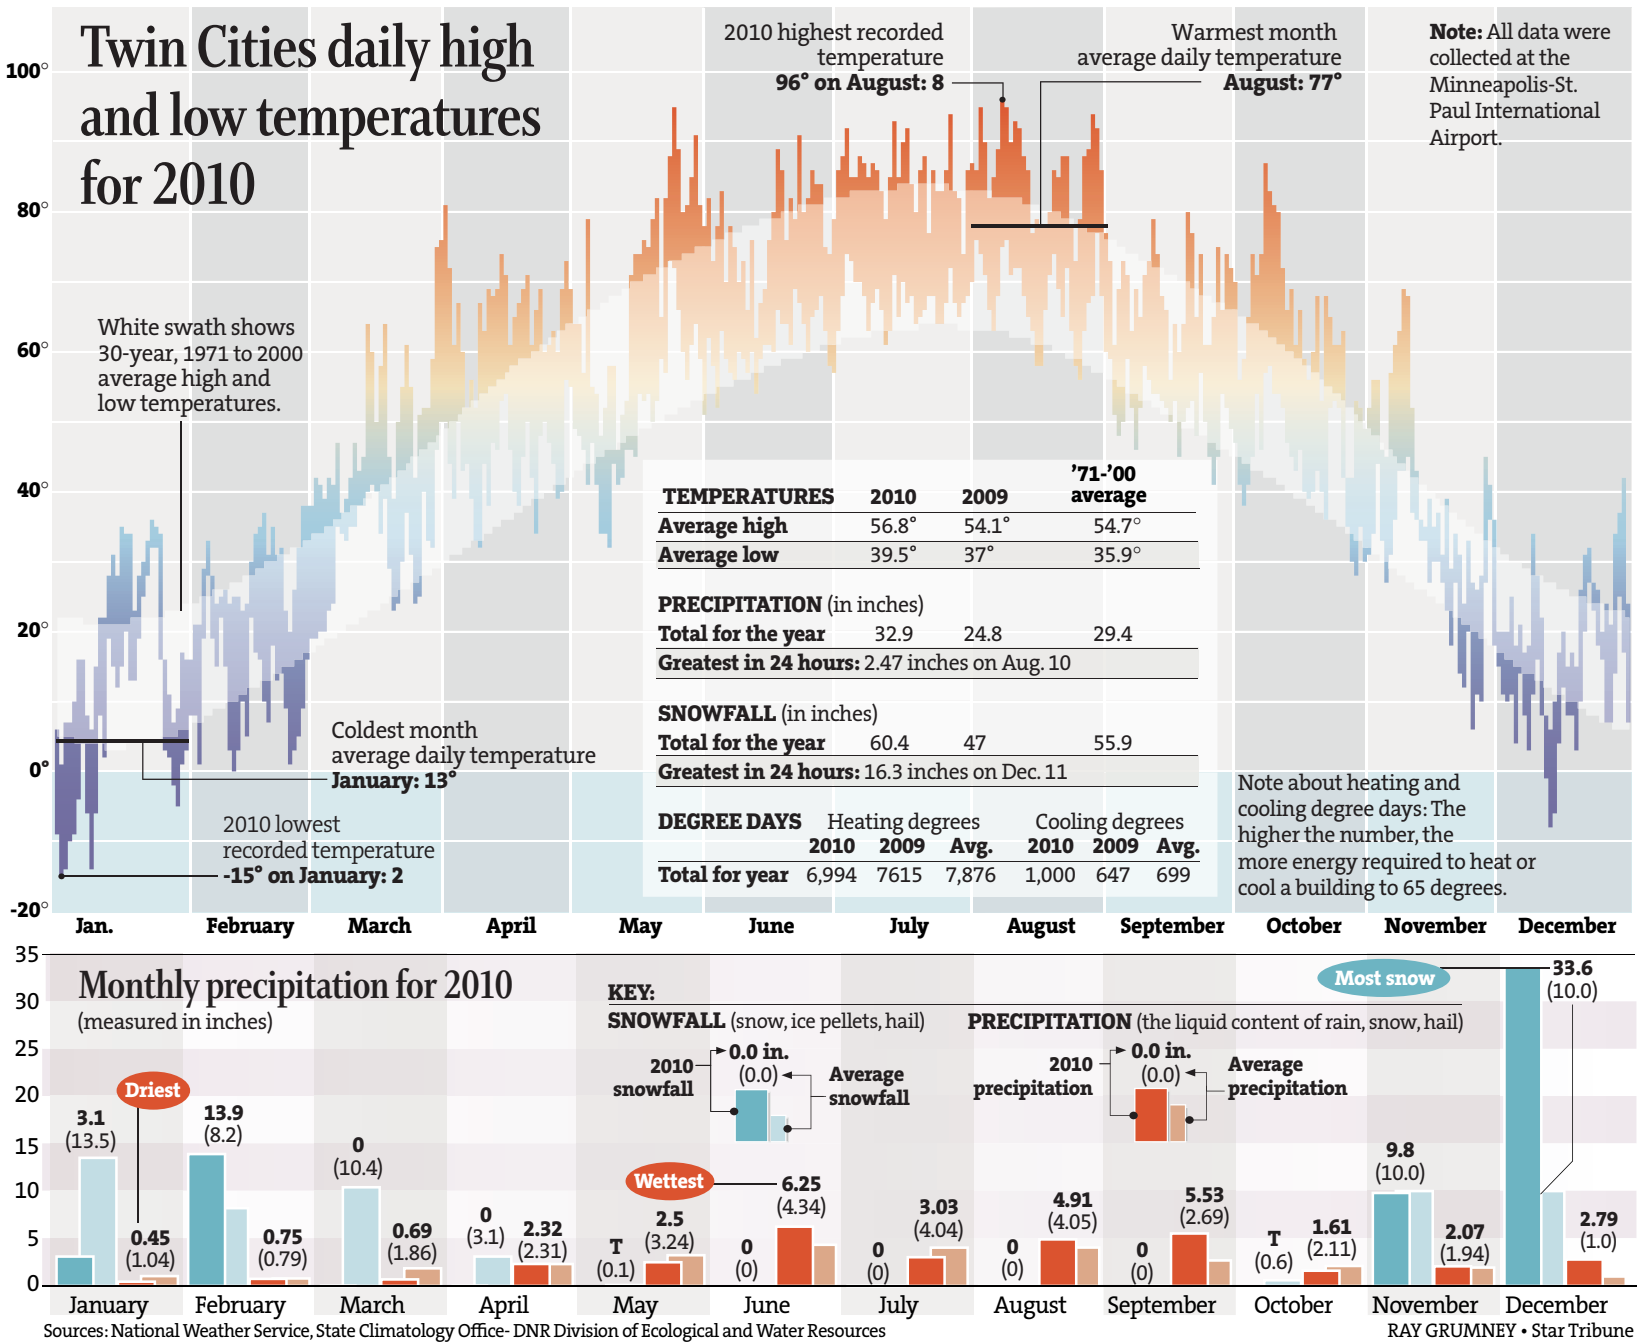 Twin Cities daily high
and low temperatures
for 2010
2010 highest recorded
temperature
96° on August: 8
Warmest month
average daily temperature
August: 77°
Note: All data were
collected at the
Minneapolis-St.
Paul International
Airport.
100°
80°
60°
40°
20°
0°
-20°
White swath shows
30-year, 1971 to 2000
average high and
low temperatures.
Coldest month
average daily temperature
January: 13°
2010 lowest
recorded temperature
-15° on January: 2
TEMPERATURES 2010 2009 ’71-’00 average
Average high 56.8° 54.1° 54.7°
Average low 39.5° 37° 35.9°
PRECIPITATION (in inches)
Total for the year 32.9 24.8 29.4
Greatest in 24 hours: 2.47 inches on Aug. 10
SNOWFALL (in inches)
Total for the year 60.4 47 55.9
Greatest in 24 hours: 16.3 inches on Dec. 11
DEGREE DAYS Heating degrees Cooling degrees
2010 2009 Avg. 2010 2009 Avg.
Total for year 6,994 7615 7,876 1,000 647 699
Note about heating and
cooling degree days: The
higher the number, the
more energy required to heat or
cool a building to 65 degrees.
Jan. February March April May June July August September October November December
Monthly precipitation for 2010
(measured in inches)
35
30
25
20
15
10
5
0
KEY:
SNOWFALL (snow, ice pellets, hail)
2010
snowfall
0.0 in.
(0.0)
Average
snowfall
PRECIPITATION (the liquid content of rain, snow, hail)
2010
precipitation
0.0 in.
(0.0)
Average
precipitation
Driest
Wettest
Most snow
3.1
(13.5)
0.45
(1.04)
13.9
(8.2)
0.75
(0.79)
0
(10.4)
0.69
(1.86)
0
(3.1)
2.32
(2.31)
T
(0.1)
2.5
(3.24)
0
(0)
6.25
(4.34)
0
(0)
3.03
(4.04)
0
(0)
4.91
(4.05)
0
(0)
5.53
(2.69)
T
(0.6)
1.61
(2.11)
9.8
(10.0)
2.07
(1.94)
33.6
(10.0)
2.79
(1.0)
January February March April May June July August September October November December
Sources: National Weather Service, State Climatology Office- DNR Division of Ecological and Water Resources
RAY GRUMNEY • Star Tribune